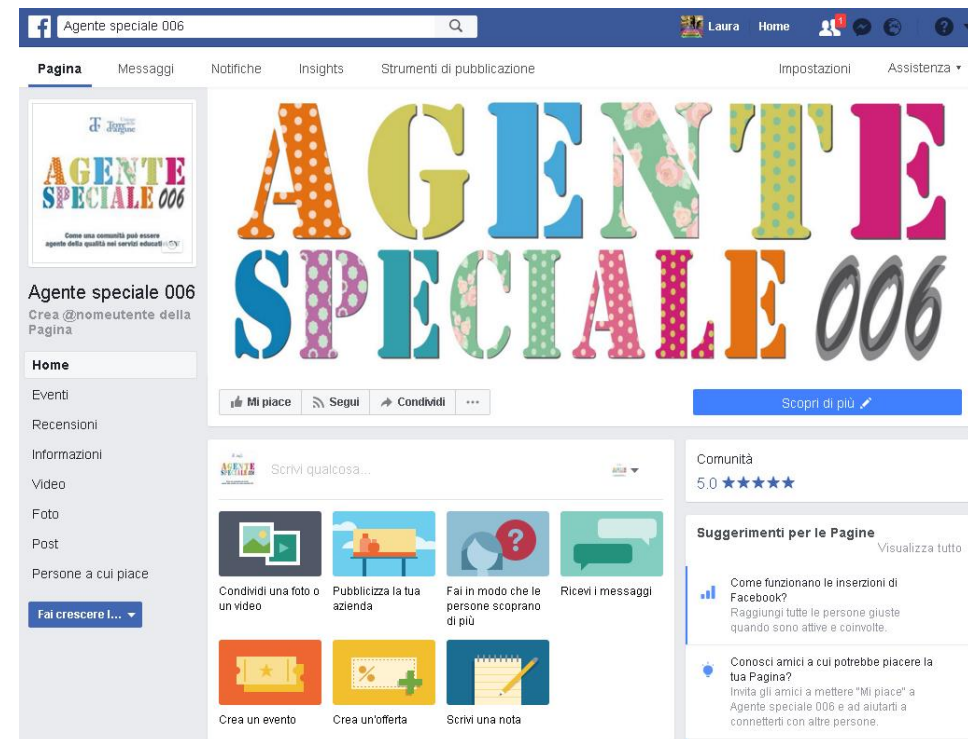 Agente speciale 006
Laura Home 1
Pagina Messaggi Notifiche Insights Strumenti di pubblicazione Impostazioni Assistenza
AGENTE
SPECIALE 006
Come una comunità può essere
agente della qualità nei servizi
AGENTE
SPECIALE 006
Agente speciale 006
Crea @nomeutente della
Pagina
Home
Eventi
Recensioni
Informazioni
Video
Foto
Post
Persone a cui piace
Fai crescere l...
Mi piace Segui Condividi ...
Scopri di più
Scrivi qualcosa...
Condividi una foto o
un video
Pubblicizza la tua
azienda
Fai in modo che le
persone scoprano
di più
Ricevi i messaggi
Crea un evento
Crea un'offerta
Scrivi una nota
Comunità
5.0 ★★★★★
Suggerimenti per le Pagine
Visualizza tutto
Come funzionano le inserzioni di
Facebook?
Raggiungi tutte le persone giuste
quando sono attive e coinvolte.
Conosci amici a cui potrebbe piacere la
tua Pagina?
Invita gli amici a mettere "Mi piace" a
Agente speciale 006 e ad aiutarti a
connetterti con altre persone.